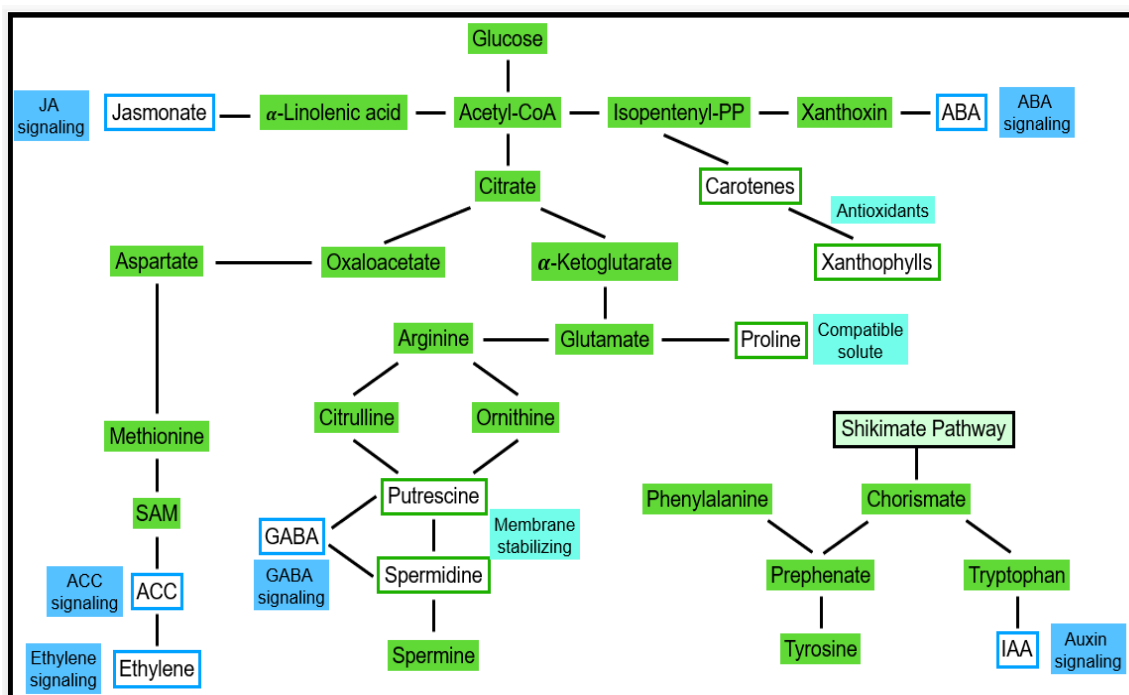 Glucose
JA
signaling
Jasmonate
α-Linolenic acid
Acetyl-CoA
Isopentenyl-PP
Xanthoxin
ABA
ABA
signaling
Citrate
Carotenes
Antioxidants
Aspartate
Oxaloacetate
α-Ketoglutarate
Xanthophylls
Arginine
Glutamate
Proline
Compatible
solute
Citrulline
Ornithine
Methionine
Shikimate Pathway
Putrescine
Phenylalanine
Chorismate
SAM
GABA
Membrane
stabilizing
GABA
signaling
Spermidine
Prephenate
Tryptophan
ACC
signaling
ACC
Spermine
Tyrosine
IAA
Auxin
signaling
Ethylene
signaling
Ethylene